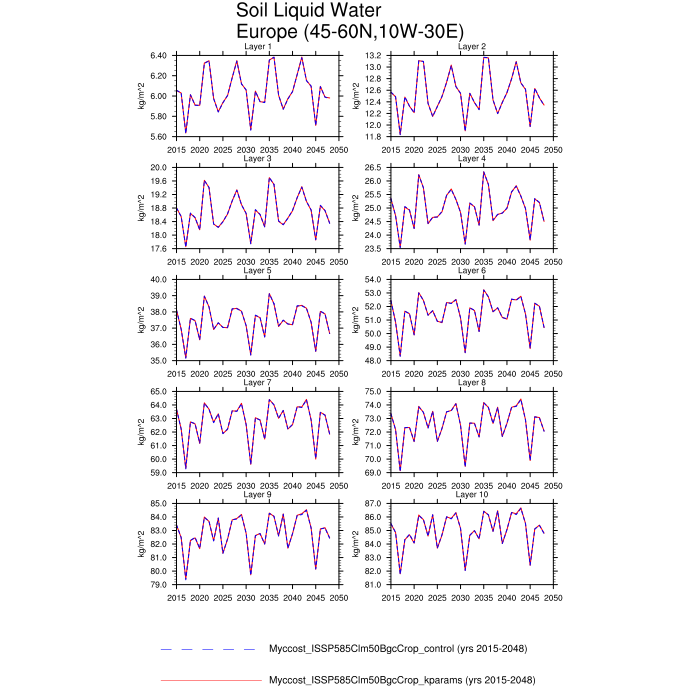 Soil Liquid Water
Europe (45-60N,10W-30E)
Layer 1
Layer 2
kg/m^2
6.40
6.20
6.00
5.80
5.60
2015 2020 2025 2030 2035 2040 2045 2050
kg/m^2
13.2
13.0
12.8
12.6
12.4
12.2
12.0
11.8
2015 2020 2025 2030 2035 2040 2045 2050
Layer 3
Layer 4
kg/m^2
20.0
19.6
19.2
18.8
18.4
18.0
17.6
2015 2020 2025 2030 2035 2040 2045 2050
kg/m^2
26.5
26.0
25.5
25.0
24.5
24.0
23.5
2015 2020 2025 2030 2035 2040 2045 2050
Layer 5
Layer 6
kg/m^2
40.0
39.0
38.0
37.0
36.0
35.0
2015 2020 2025 2030 2035 2040 2045 2050
kg/m^2
54.0
53.0
52.0
51.0
50.0
49.0
48.0
2015 2020 2025 2030 2035 2040 2045 2050
Layer 7
Layer 8
kg/m^2
65.0
64.0
63.0
62.0
61.0
60.0
59.0
2015 2020 2025 2030 2035 2040 2045 2050
kg/m^2
75.0
74.0
73.0
72.0
71.0
70.0
69.0
2015 2020 2025 2030 2035 2040 2045 2050
Layer 9
Layer 10
kg/m^2
85.0
84.0
83.0
82.0
81.0
80.0
79.0
2015 2020 2025 2030 2035 2040 2045 2050
kg/m^2
87.0
86.0
85.0
84.0
83.0
82.0
81.0
2015 2020 2025 2030 2035 2040 2045 2050
Myccost_ISSP585Clm50BgcCrop_control (yrs 2015-2048)
Myccost_ISSP585Clm50BgcCrop_kparams (yrs 2015-2048)